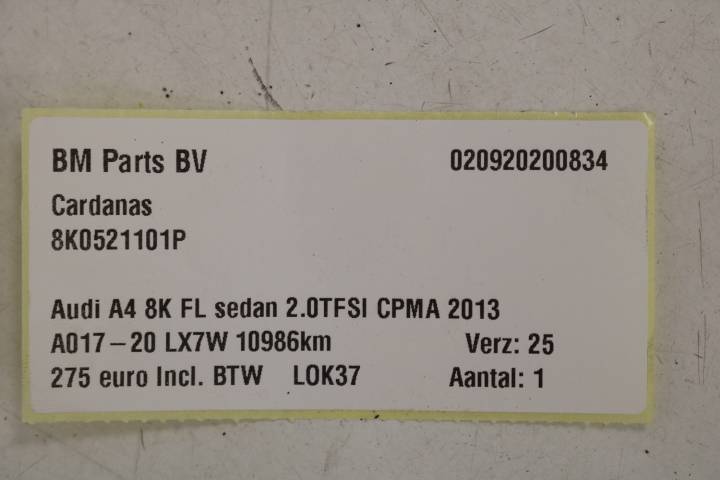 BM Parts BV 020920200834
Cardanas
8K0521101P
Audi A4 8K FL sedan 2.0TFSI CPMA 2013
A017-20 LX7W 10986km Verz: 25
275 euro Incl. BTW LOK37 Aantal: 1